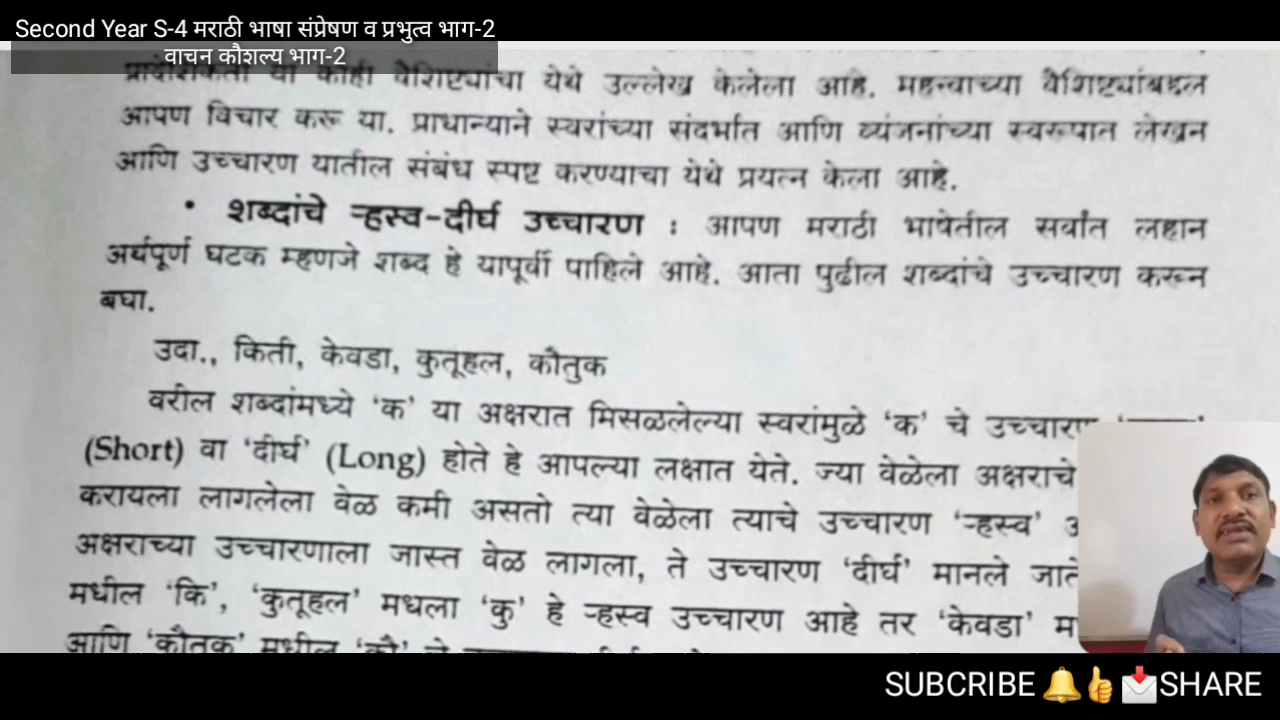 Second Year S-4 मराठी भाषा संप्रेषण व प्रभुत्व भाग-2
वाचन कौशल्य भाग-2
प्रादेशिकता या काही वैशिष्ट्यांचा येथे उल्लेख केलेला आहे. महत्त्वाच्या वैशिष्ट्यांबद्दल
आपण विचार करू या. प्राधान्याने स्वरांच्या संदर्भात आणि व्यंजनांच्या स्वरूपात लेखन
आणि उच्चारण यातील संबंध स्पष्ट करण्याचा येथे प्रयत्न केला आहे.
• शब्दांचे ऱ्हस्व-दीर्घ उच्चारण : आपण मराठी भाषेतील सर्वांत लहान
अर्थपूर्ण घटक म्हणजे शब्द हे यापूर्वी पाहिले आहे. आता पुढील शब्दांचे उच्चारण करून
बघा.
उदा., किती, केवडा, कुतूहल, कौतुक
वरील शब्दांमध्ये 'क' या अक्षरात मिसळलेल्या स्वरांमुळे 'क' चे उच्चारण
(Short) वा 'दीर्घ' (Long) होते हे आपल्या लक्षात येते. ज्या वेळेला अक्षराचे
करायला लागलेला वेळ कमी असतो त्या वेळेला त्याचे उच्चारण 'ऱ्हस्व'
अक्षराच्या उच्चारणाला जास्त वेळ लागला, ते उच्चारण 'दीर्घ' मानले जाते
मधील 'कि', 'कुतूहल' मधला 'कु' हे ऱ्हस्व उच्चारण आहे तर 'केवडा' म
आणि 'कौतुक' मधील 'कौ'
SUBCRIBE 🔔👍 📩SHARE